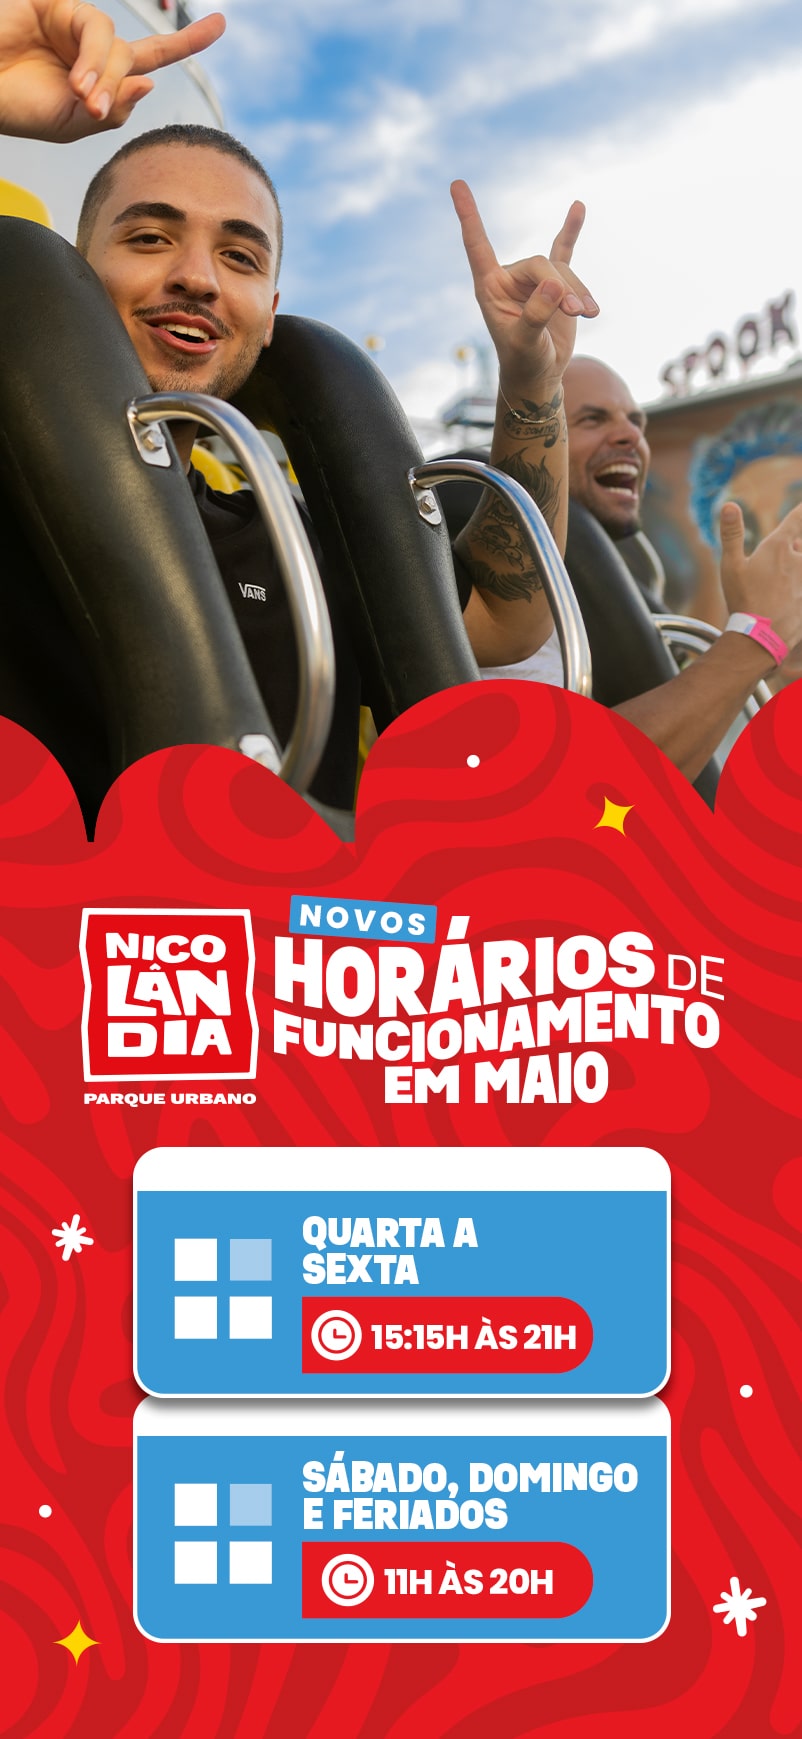 SPOOK
VANS
NICO
LÂN
DIA
PARQUE URBANO
NOVOS
HORÁRIOS DE
FUNCIONAMENTO
EM MAIO
QUARTA A
SEXTA
15:15H ÀS 21H
SÁBADO, DOMINGO
E FERIADOS
11H ÀS 20H